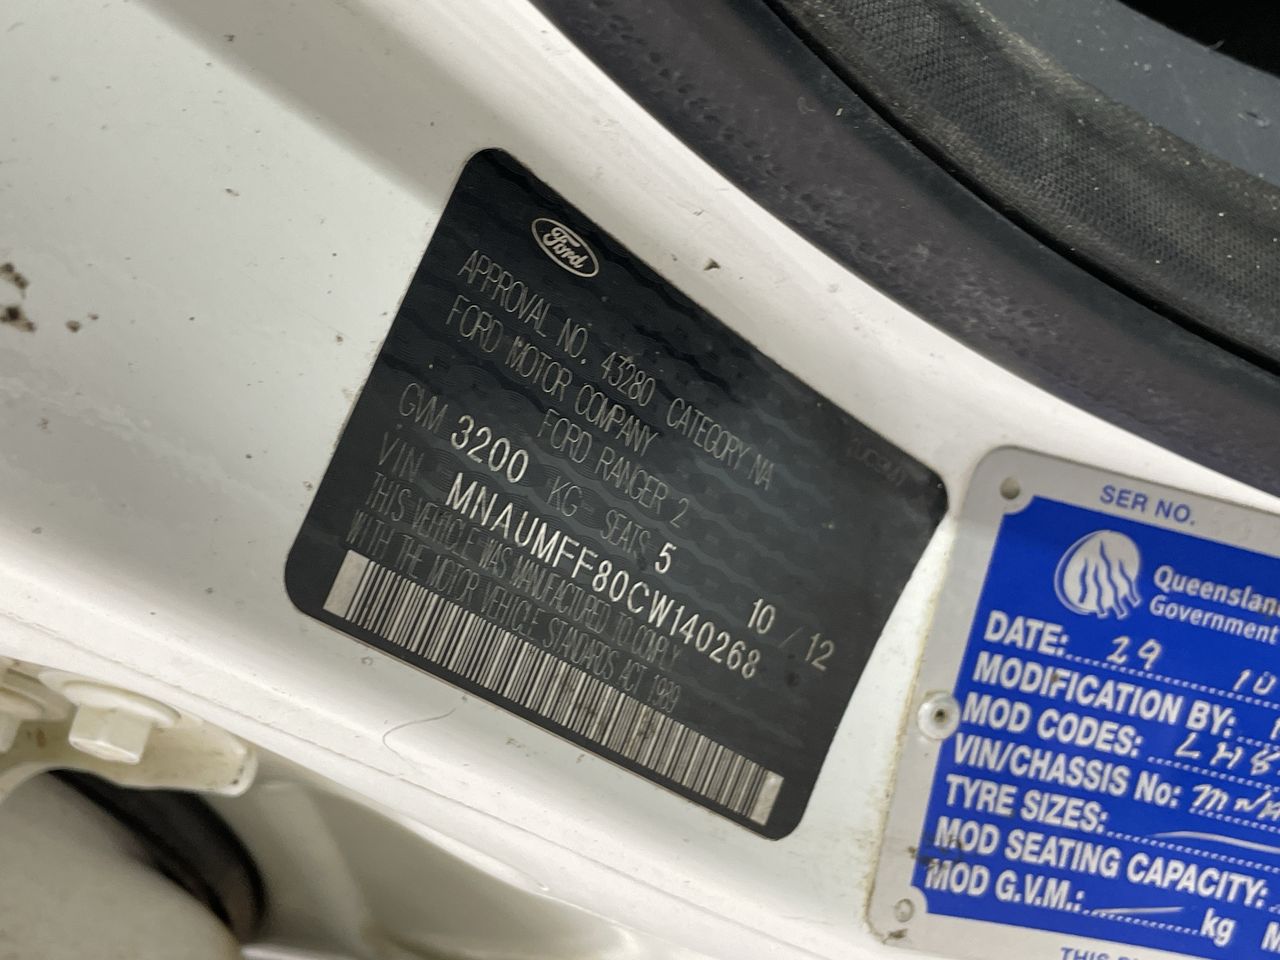 Ford
APPROVAL NO. 43280 CATEGORY NA
FORD MOTOR COMPANY
FORD RANGER 2
GVM 3200 KG SEATS 5 10 / 12
VIN MNAUMFF80CW140268
THIS VEHICLE WAS MANUFACTURED TO COMPLY
WITH THE MOTOR VEHICLE STANDARDS ACT 1989
SER NO.
Queensland
Government
DATE: 29 10
MODIFICATION BY:
MOD CODES:
VIN/CHASSIS No:
TYRE SIZES:
MOD SEATING CAPACITY:
MOD G.V.M.: kg
THIS